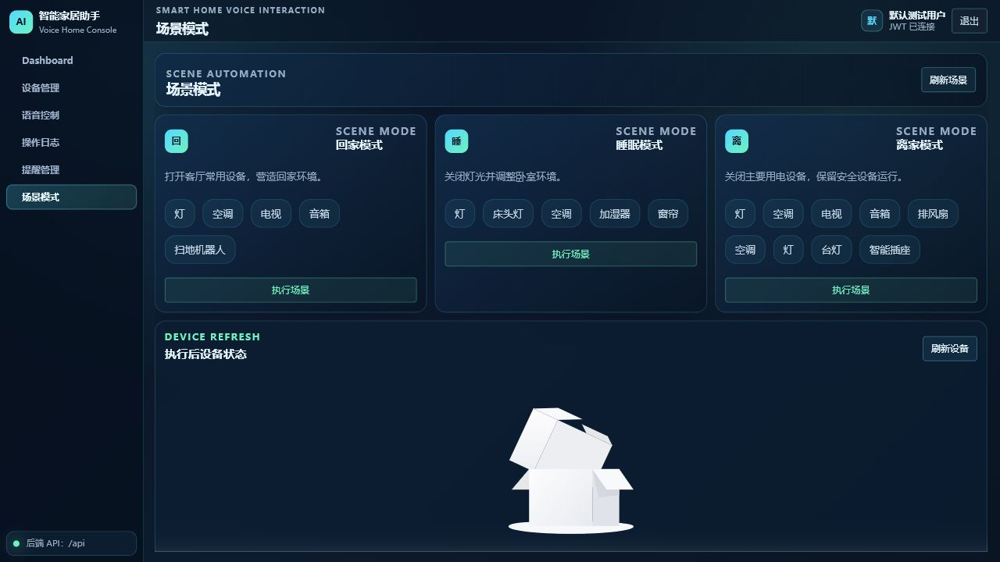 AI
智能家居助手
Voice Home Console
Dashboard
设备管理
语音控制
操作日志
提醒管理
场景模式
后端 API：/api
SMART HOME VOICE INTERACTION
场景模式
默
默认测试用户
JWT 已连接
退出
SCENE AUTOMATION
场景模式
刷新场景
回
SCENE MODE
回家模式
打开客厅常用设备，营造回家环境。
灯 空调 电视 音箱
扫地机器人
执行场景
睡
SCENE MODE
睡眠模式
关闭灯光并调整卧室环境。
灯 床头灯 空调 加湿器 窗帘
执行场景
离
SCENE MODE
离家模式
关闭主要用电设备，保留安全设备运行。
灯 空调 电视 音箱 排风扇
空调 灯 台灯 智能插座
执行场景
DEVICE REFRESH
执行后设备状态
刷新设备